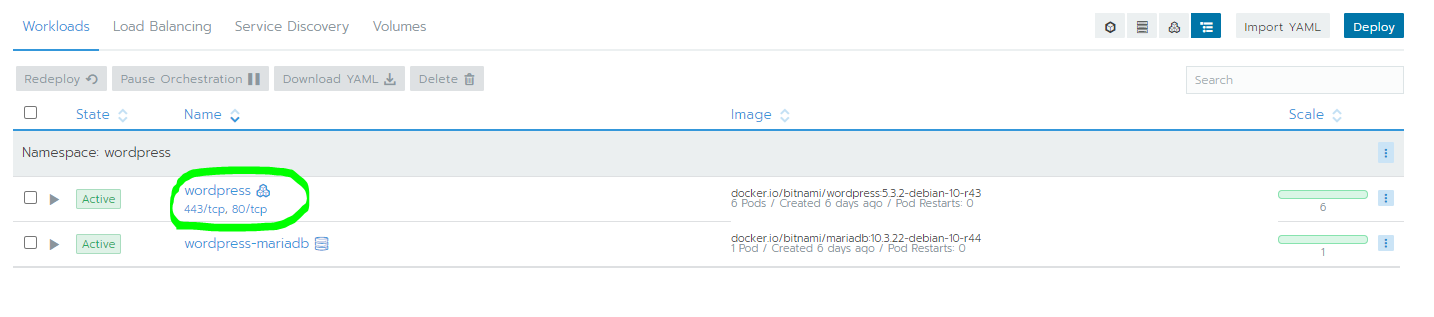 Workloads Load Balancing Service Discovery Volumes Import YAML Deploy
Redeploy Pause Orchestration Download YAML Delete Search
State Name Image Scale
Namespace: wordpress
Active wordpress docker.io/bitnami/wordpress:5.3.2-debian-10-r43
443/tcp, 80/tcp 6 Pods / Created 6 days ago / Pod Restarts: 0 6
Active wordpress-mariadb docker.io/bitnami/mariadb:10.3.22-debian-10-r44
1 Pod / Created 6 days ago / Pod Restarts: 0 1